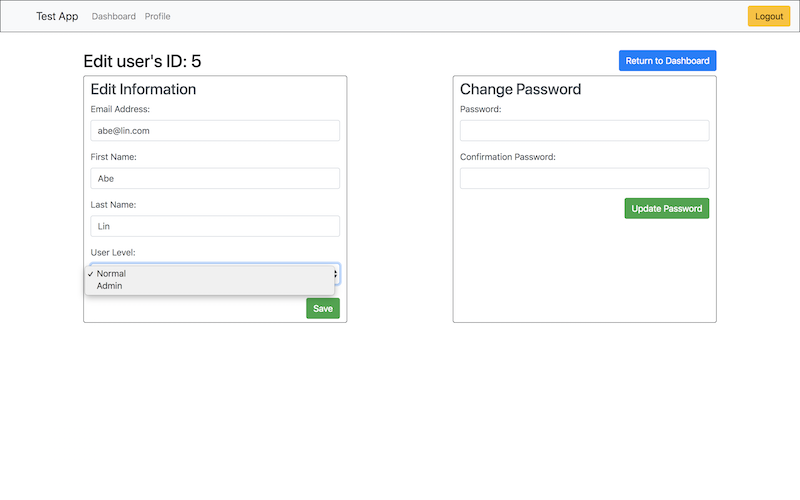 Test App Dashboard Profile Logout
Edit user's ID: 5 Return to Dashboard
Edit Information
Email Address:
abe@lin.com
First Name:
Abe
Last Name:
Lin
User Level:
✓ Normal
Admin
Save
Change Password
Password:
Confirmation Password:
Update Password